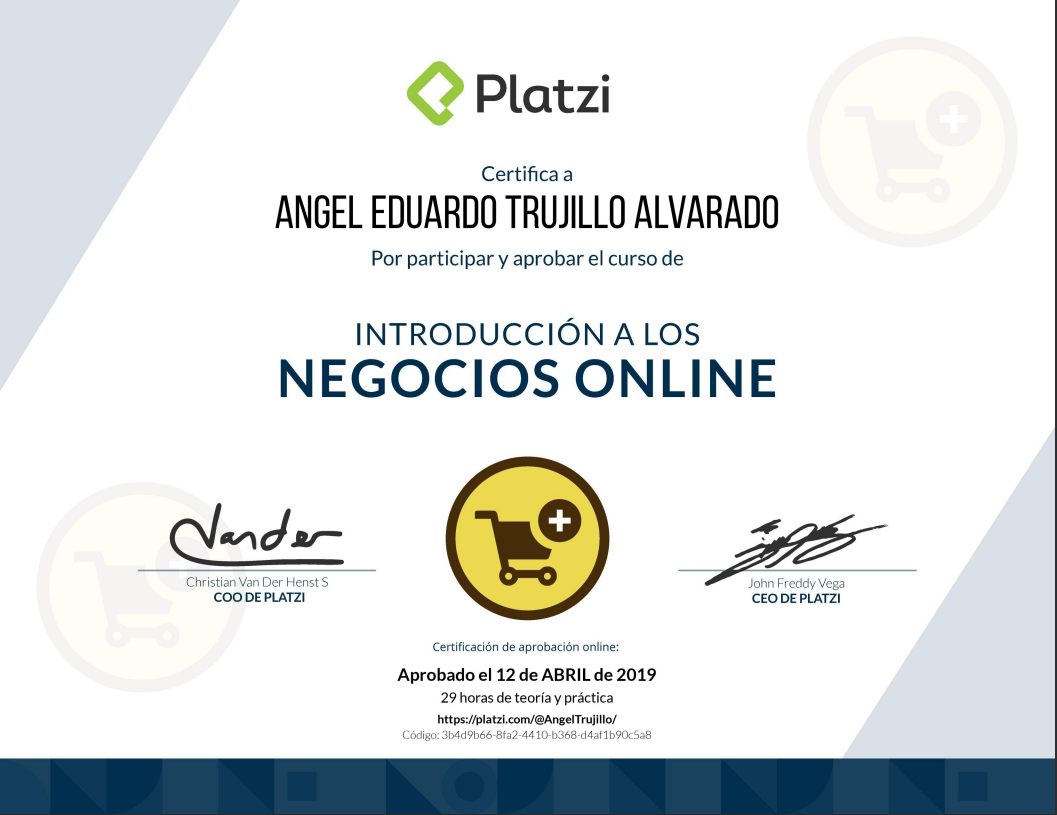 Platzi
Certifica a
ANGEL EDUARDO TRUJILLO ALVARADO
Por participar y aprobar el curso de
INTRODUCCIÓN A LOS
NEGOCIOS ONLINE
Vander
Christian Van Der Henst S
COO DE PLATZI
John Freddy Vega
CEO DE PLATZI
Certificación de aprobación online:
Aprobado el 12 de ABRIL de 2019
29 horas de teoría y práctica
https://platzi.com/@AngelTrujillo/
Código: 3b4d9b66-8fa2-4410-b368-d4af1b90c5a8